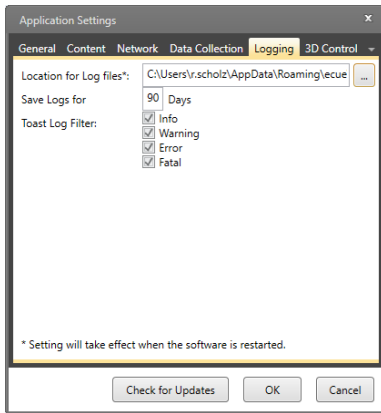 Application Settings x
General Content Network Data Collection Logging 3D Control
Location for Log files*: C:\Users\r.scholz\AppData\Roaming\ecue ...
Save Logs for 90 Days
Toast Log Filter: Info
Warning
Error
Fatal
* Setting will take effect when the software is restarted.
Check for Updates OK Cancel